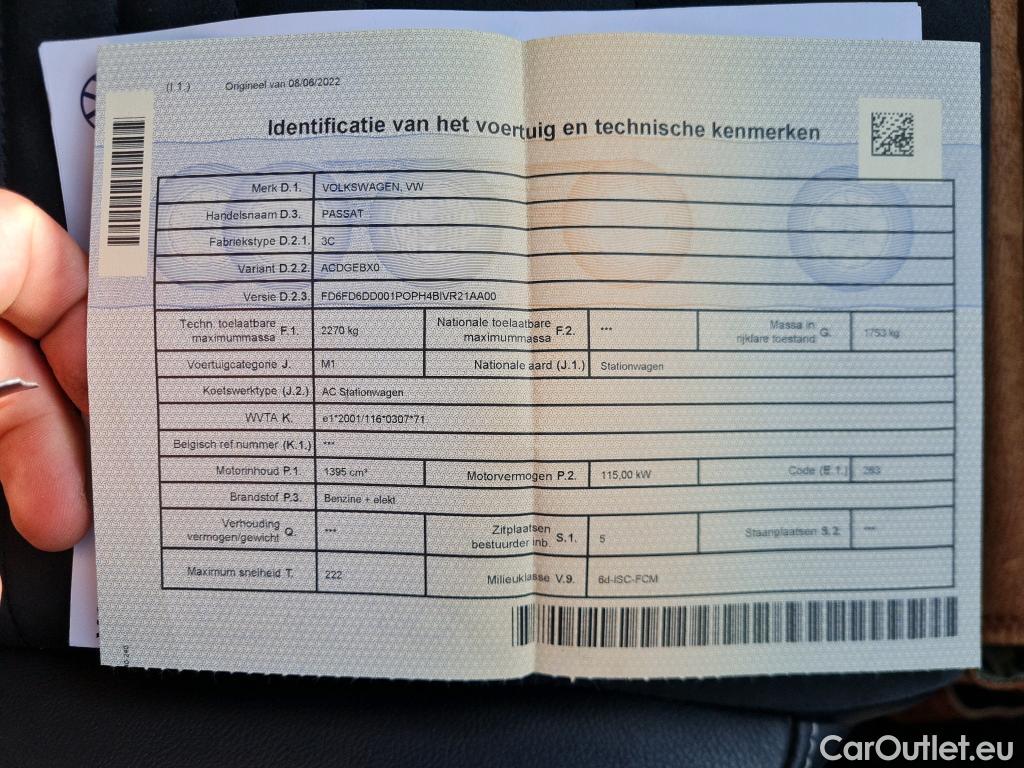 (I.1.) Origineel van 08/06/2022
Identificatie van het voertuig en technische kenmerken
Merk D.1. VOLKSWAGEN, VW
Handelsnaam D.3. PASSAT
Fabriekstype D.2.1. 3C
Variant D.2.2. ACDGEBX0
Versie D.2.3. FD6FD6DD001POPH4BIVR21AA00
Techn. toelaatbare maximummassa F.1. 2270 kg Nationale toelaatbare maximummassa F.2. *** Massa in rijklare toestand G. 1753 kg
Voertuigcategorie J. M1 Nationale aard (J.1.) Stationwagen
Koetswerktype (J.2.) AC Stationwagen
WVTA K. e1*2001/116*0307*71
Belgisch ref.nummer (K.1.) ***
Motorinhoud P.1. 1395 cm³ Motorvermogen P.2. 115,00 kW Code (E.1.) 263
Brandstof P.3. Benzine + elekt
Verhouding vermogen/gewicht Q. *** Zitplaatsen bestuurder inb. S.1. 5 Staanplaatsen S.2. ***
Maximum snelheid T. 222 Milieuklasse V.9. 6d-ISC-FCM
CarOutlet.eu